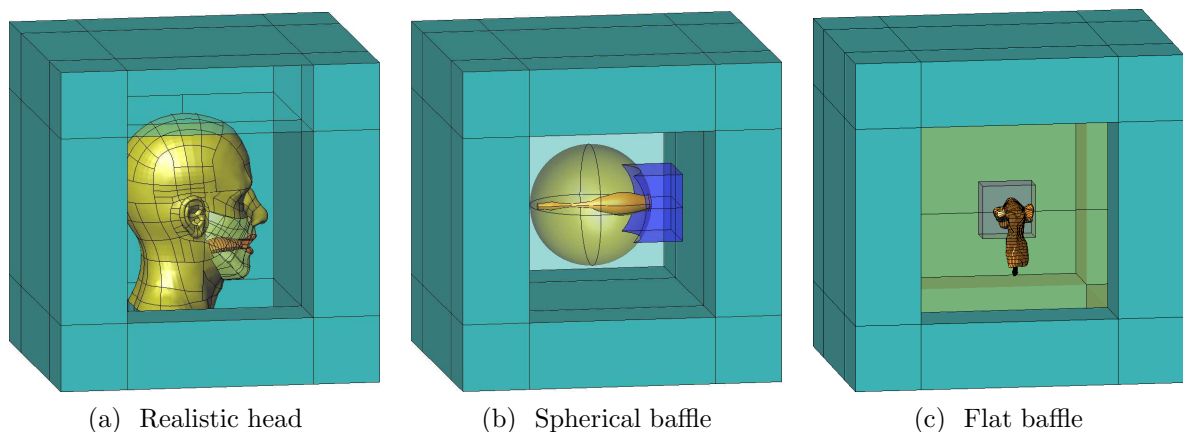 (a) Realistic head
(b) Spherical baffle
(c) Flat baffle